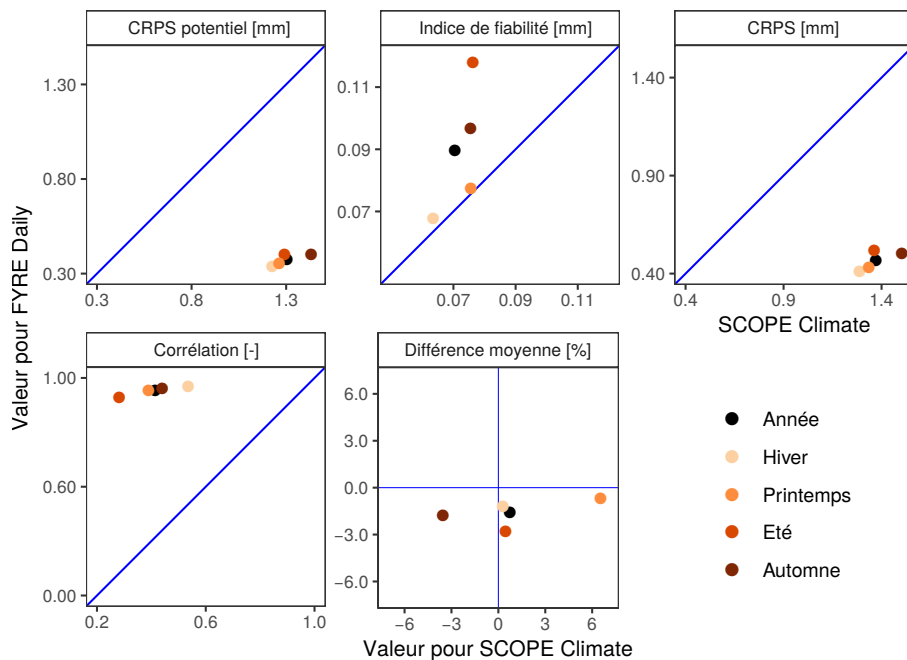 CRPS potentiel [mm]
Indice de fiabilité [mm]
CRPS [mm]
1.30
0.80
0.30
0.3
0.8
1.3
0.11
0.09
0.07
0.07
0.09
0.11
1.40
0.90
0.40
0.4
0.9
1.4
SCOPE Climate
Valeur pour FYRE Daily
Corrélation [-]
Différence moyenne [%]
1.00
0.60
0.00
0.2
0.6
1.0
6.0
3.0
0.0
−3.0
−6.0
−6
−3
0
3
6
Valeur pour SCOPE Climate
Année
Hiver
Printemps
Eté
Automne